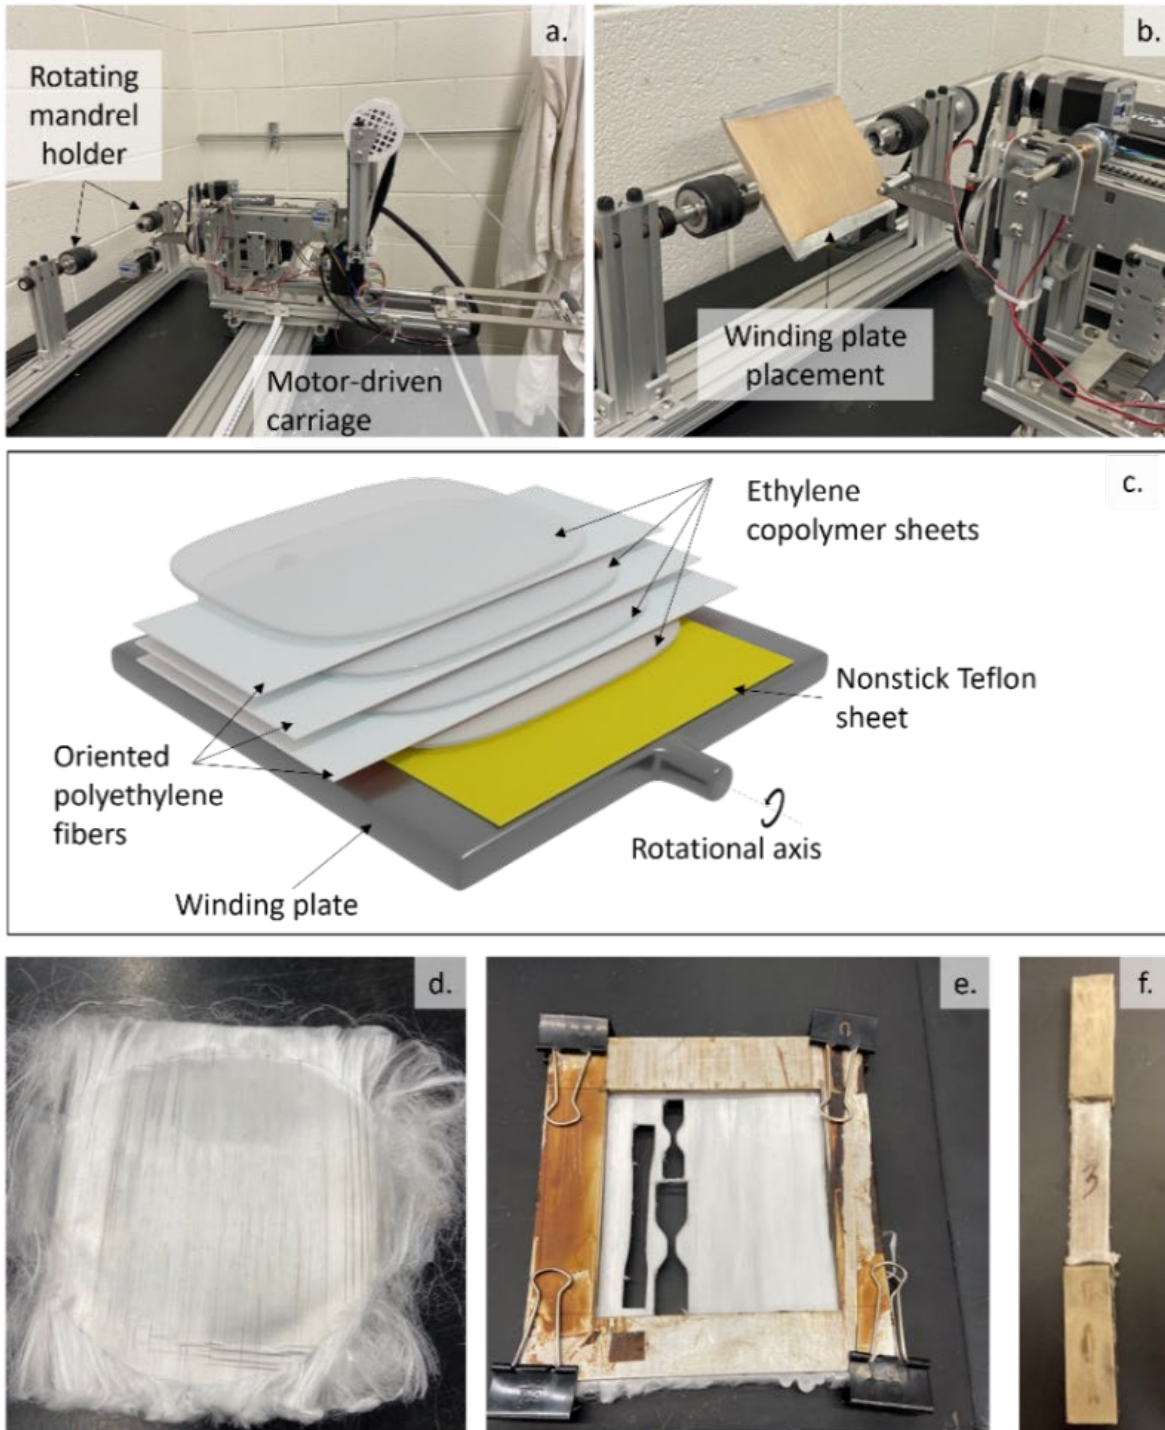 a.
Rotating
mandrel
holder
Motor-driven
carriage
b.
Winding plate
placement
c.
Ethylene
copolymer sheets
Nonstick Teflon
sheet
Oriented
polyethylene
fibers
Rotational axis
Winding plate
d.
e.
f.
3